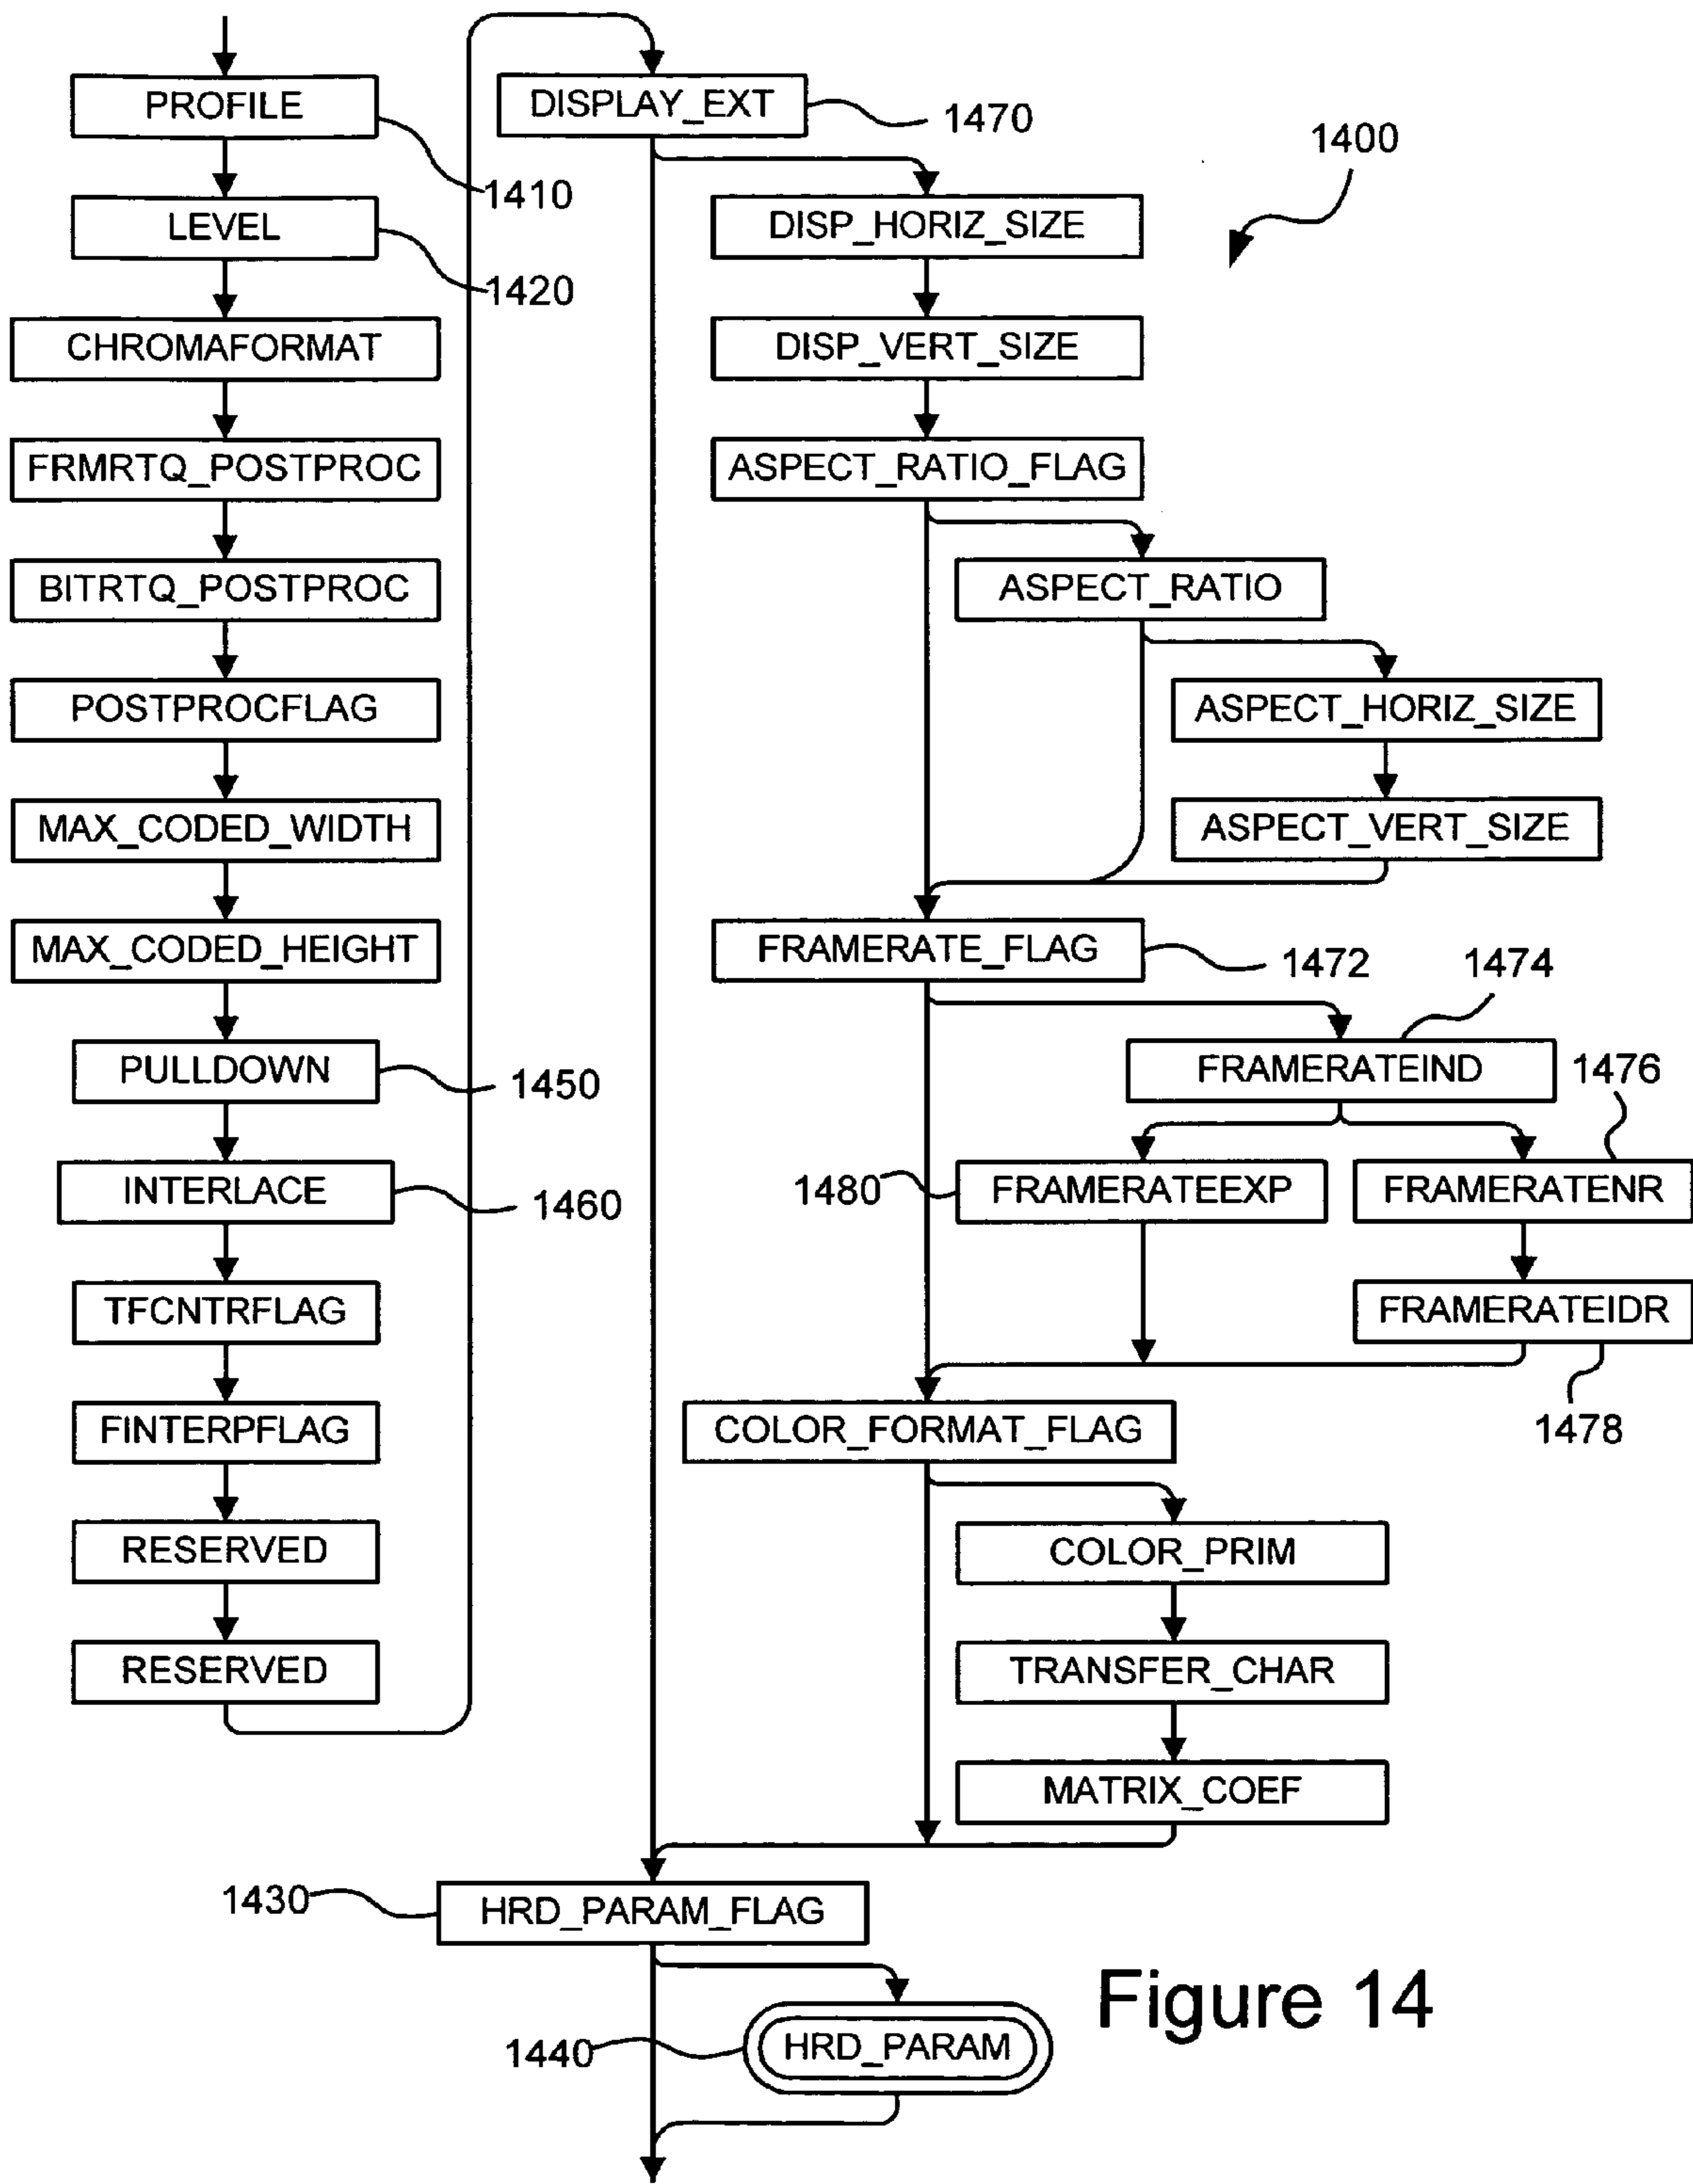 PROFILE
1410
LEVEL
1420
CHROMAFORMAT
FRMRTQ_POSTPROC
BITRTQ_POSTPROC
POSTPROCFLAG
MAX_CODED_WIDTH
MAX_CODED_HEIGHT
PULLDOWN
1450
INTERLACE
1460
TFCNTRFLAG
FINTERPFLAG
RESERVED
RESERVED
DISPLAY_EXT
1470
1400
DISP_HORIZ_SIZE
DISP_VERT_SIZE
ASPECT_RATIO_FLAG
ASPECT_RATIO
ASPECT_HORIZ_SIZE
ASPECT_VERT_SIZE
FRAMERATE_FLAG
1472
1474
FRAMERATEIND
1476
1480
FRAMERATEEXP
FRAMERATENR
FRAMERATEIDR
1478
COLOR_FORMAT_FLAG
COLOR_PRIM
TRANSFER_CHAR
MATRIX_COEF
1430
HRD_PARAM_FLAG
1440
HRD_PARAM
Figure 14